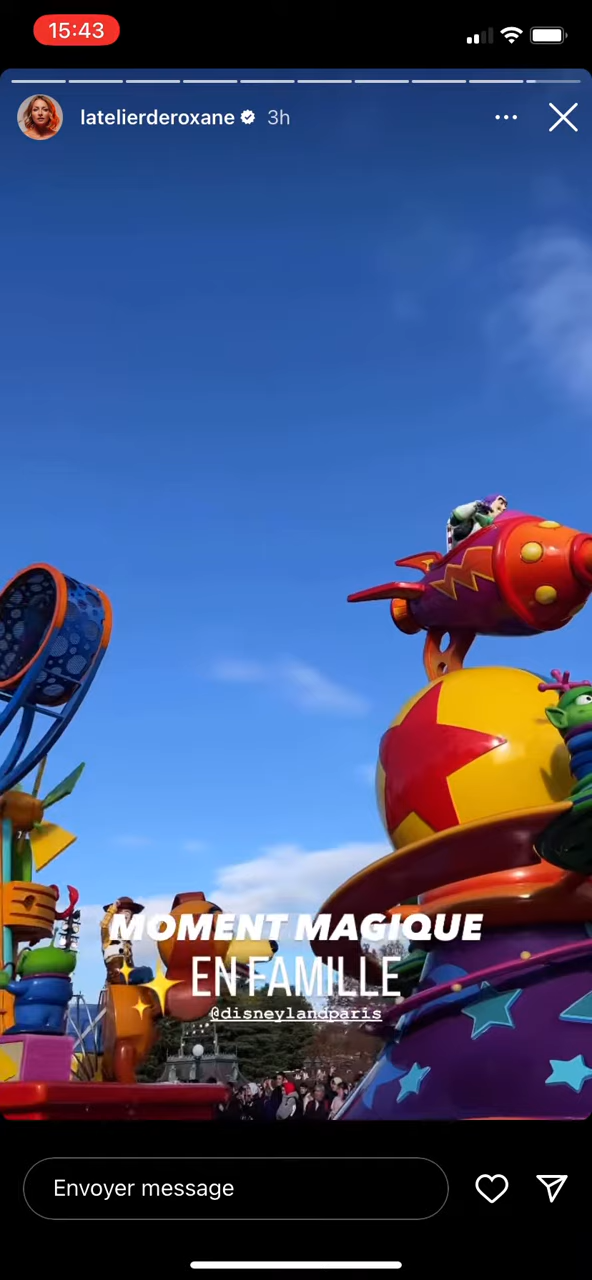 15:43
latelierderoxane 3h
MOMENT MAGIQUE
EN FAMILLE
@disneylandparis
Envoyer message